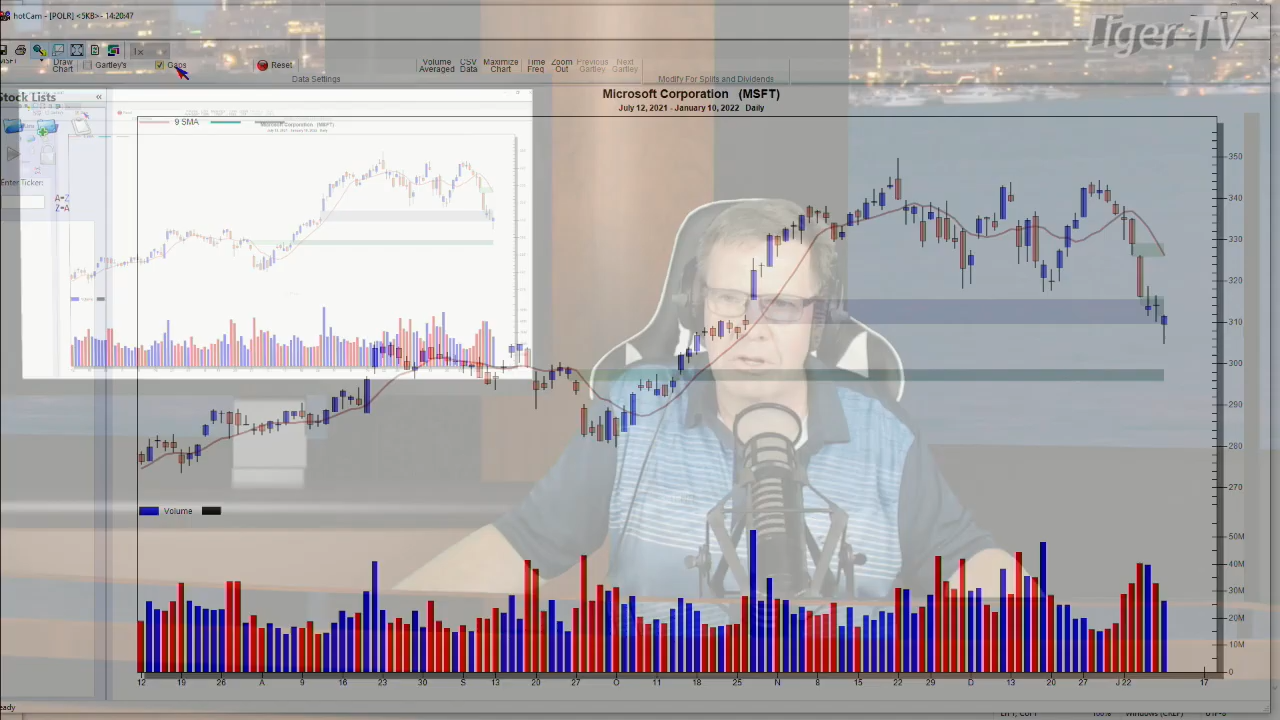 hotCam - [POLR] <5KB> - 14:20:47
Tiger-TV
MSFT
Draw
Chart
Gartley's
Gaps
Reset
Volume
Averaged
CSV
Data
Maximize
Chart
Time
Freq
Zoom
Out
Previous
Gartley
Next
Gartley
Data Settings
Modify For Splits and Dividends
Stock Lists
«
Microsoft Corporation (MSFT)
July 12, 2021 - January 10, 2022 Daily
9 SMA
Enter Ticker:
A=Z
Z=A
350
340
330
320
310
300
290
280
270
Volume
50M
40M
30M
20M
10M
0
12 19 26 A 9 16 23 30 S 13 20 27 O 11 18 25 N 8 15 22 29 D 13 20 27 J 22 17
eady